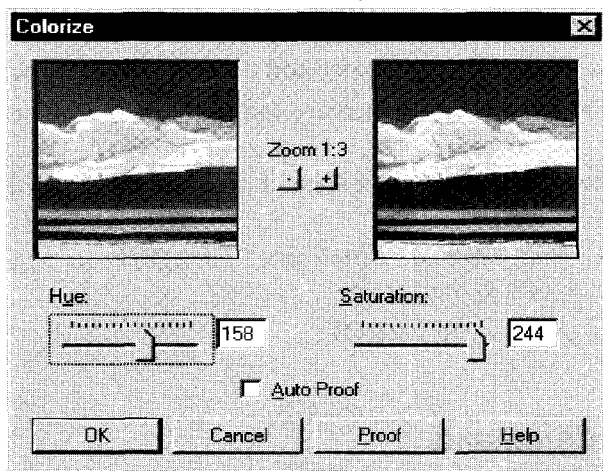 Colorize
Zoom 1:3
- +
Hue:
158
Saturation:
244
Auto Proof
OK Cancel Proof Help